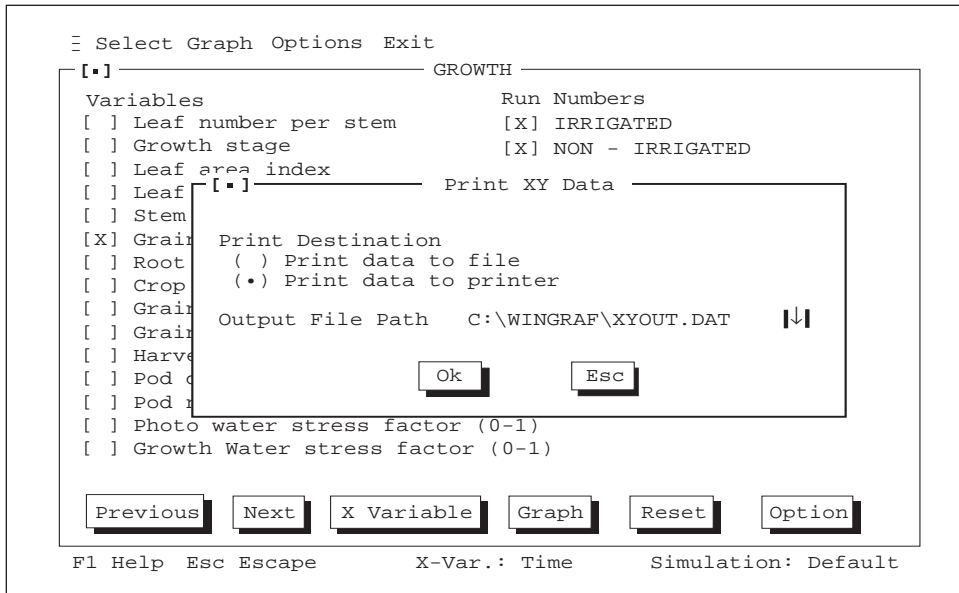 Select Graph Options Exit
[▪] GROWTH
Variables Run Numbers
[ ] Leaf number per stem [X] IRRIGATED
[ ] Growth stage [X] NON - IRRIGATED
[ ] Leaf area index
[ ] Leaf
[ ] Stem
[X] Grain
[ ] Root
[ ] Crop
[ ] Grain
[ ] Grain
[ ] Harve
[ ] Pod
[ ] Pod
[ ] Photo water stress factor (0-1)
[ ] Growth Water stress factor (0-1)
[▪] Print XY Data
Print Destination
( ) Print data to file
(•) Print data to printer
Output File Path C:\WINGRAF\XYOUT.DAT ↓
Ok Esc
Previous Next X Variable Graph Reset Option
F1 Help Esc Escape X-Var.: Time Simulation: Default